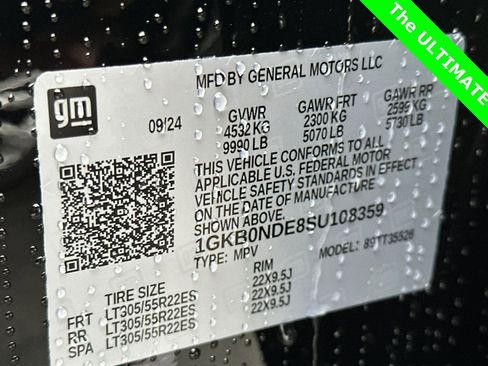 The ULTIMATE
gm
MFD BY GENERAL MOTORS LLC
09/24
GVWR GAWR FRT GAWR RR
4532 KG 2300 KG 2599 KG
9990 LB 5070 LB 5730 LB
THIS VEHICLE CONFORMS TO ALL
APPLICABLE U.S. FEDERAL MOTOR
VEHICLE SAFETY STANDARDS IN EFFECT
ON THE DATE OF MANUFACTURE
SHOWN ABOVE.
1GKB0NDE8SU108359
TYPE: MPV MODEL: 89TT35526
TIRE SIZE RIM
FRT LT305/55R22ES 22X9.5J
RR LT305/55R22ES 22X9.5J
SPA LT305/55R22ES 22X9.5J